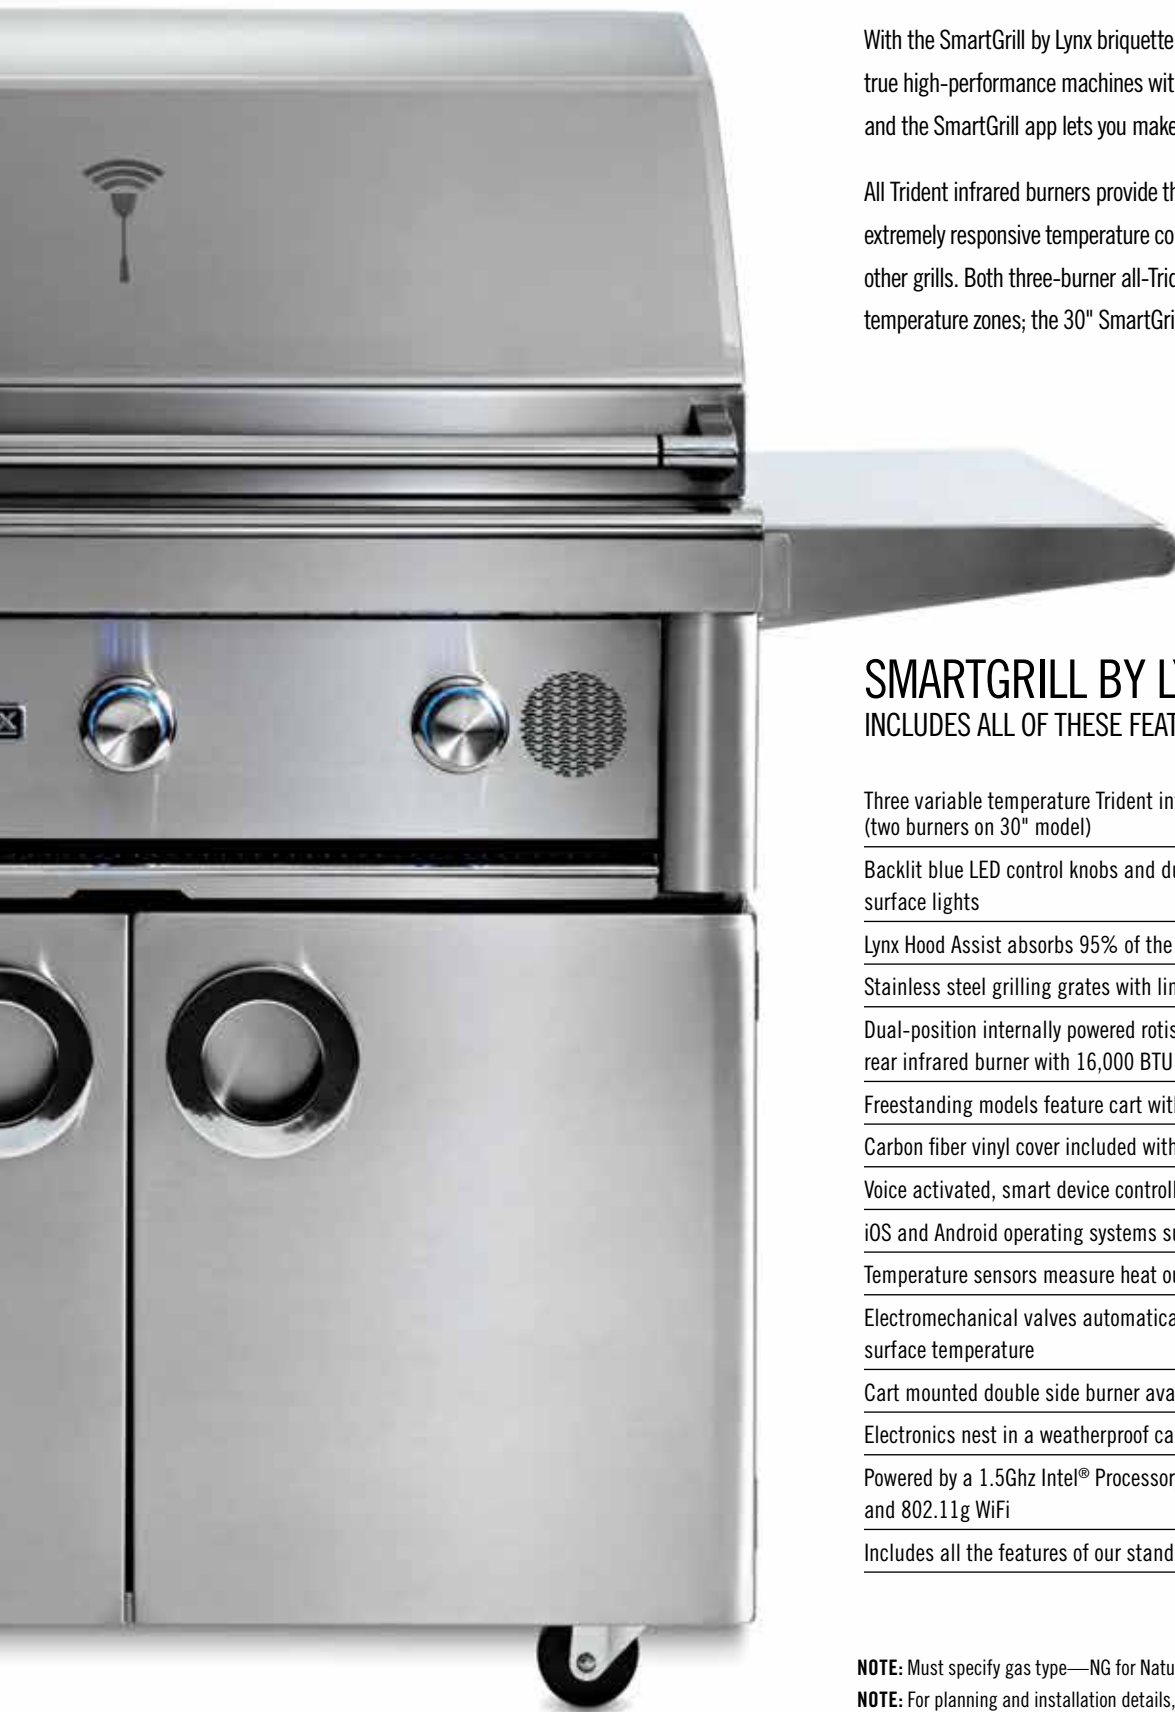 With the SmartGrill by Lynx briquette
true high-performance machines wit
and the SmartGrill app lets you make
All Trident infrared burners provide th
extremely responsive temperature co
other grills. Both three-burner all-Trid
temperature zones; the 30" SmartGri
X
SMARTGRILL BY LY
INCLUDES ALL OF THESE FEAT
Three variable temperature Trident in
(two burners on 30" model)
Backlit blue LED control knobs and du
surface lights
Lynx Hood Assist absorbs 95% of the
Stainless steel grilling grates with lin
Dual-position internally powered rotis
rear infrared burner with 16,000 BTU
Freestanding models feature cart with
Carbon fiber vinyl cover included with
Voice activated, smart device controll
iOS and Android operating systems su
Temperature sensors measure heat ou
Electromechanical valves automatica
surface temperature
Cart mounted double side burner ava
Electronics nest in a weatherproof ca
Powered by a 1.5Ghz Intel® Processor
and 802.11g WiFi
Includes all the features of our stand
NOTE: Must specify gas type—NG for Natu
NOTE: For planning and installation details,